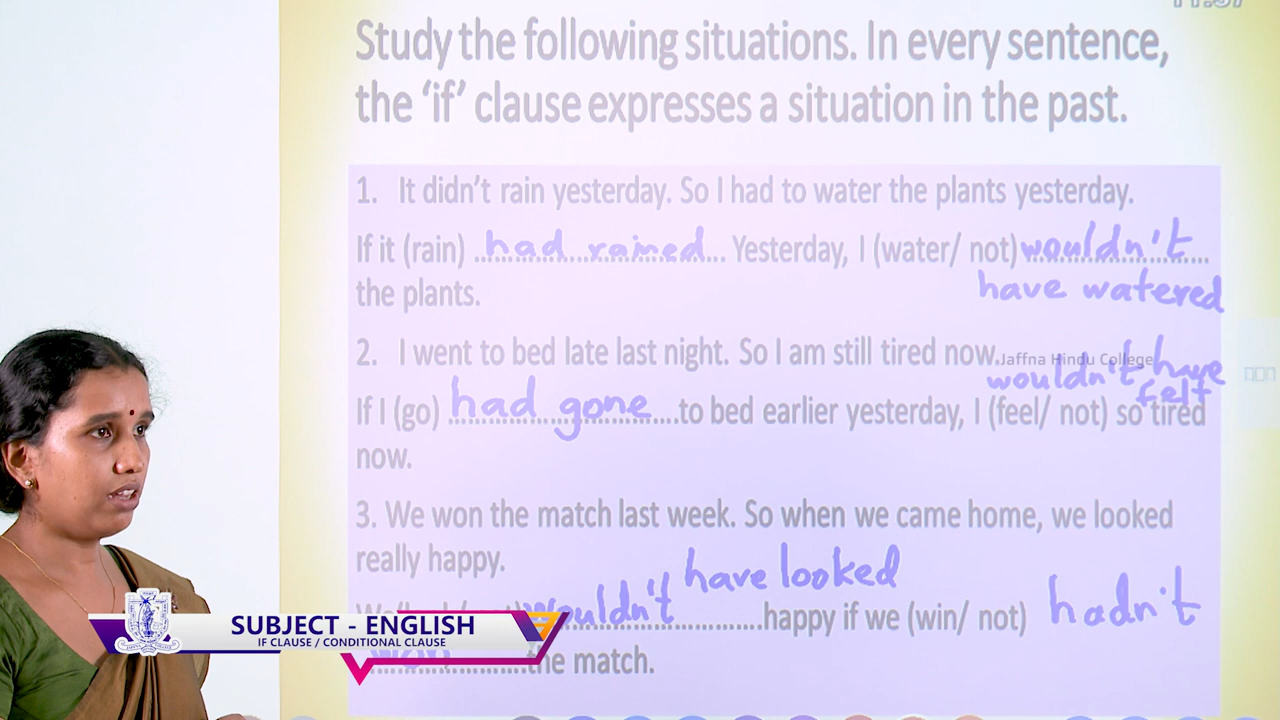 Study the following situations. In every sentence,
the ‘if’ clause expresses a situation in the past.
1. It didn’t rain yesterday. So I had to water the plants yesterday.
If it (rain) ...had rained... Yesterday, I (water/ not) wouldn't
have watered
the plants.
2. I went to bed late last night. So I am still tired now.
Jaffna Hindu College
wouldn't have
felt
If I (go) had gone to bed earlier yesterday, I (feel/ not) so tired
now.
3. We won the match last week. So when we came home, we looked
really happy.
have looked
wouldn't happy if we (win/ not) hadn't
won the match.
SUBJECT - ENGLISH
IF CLAUSE / CONDITIONAL CLAUSE